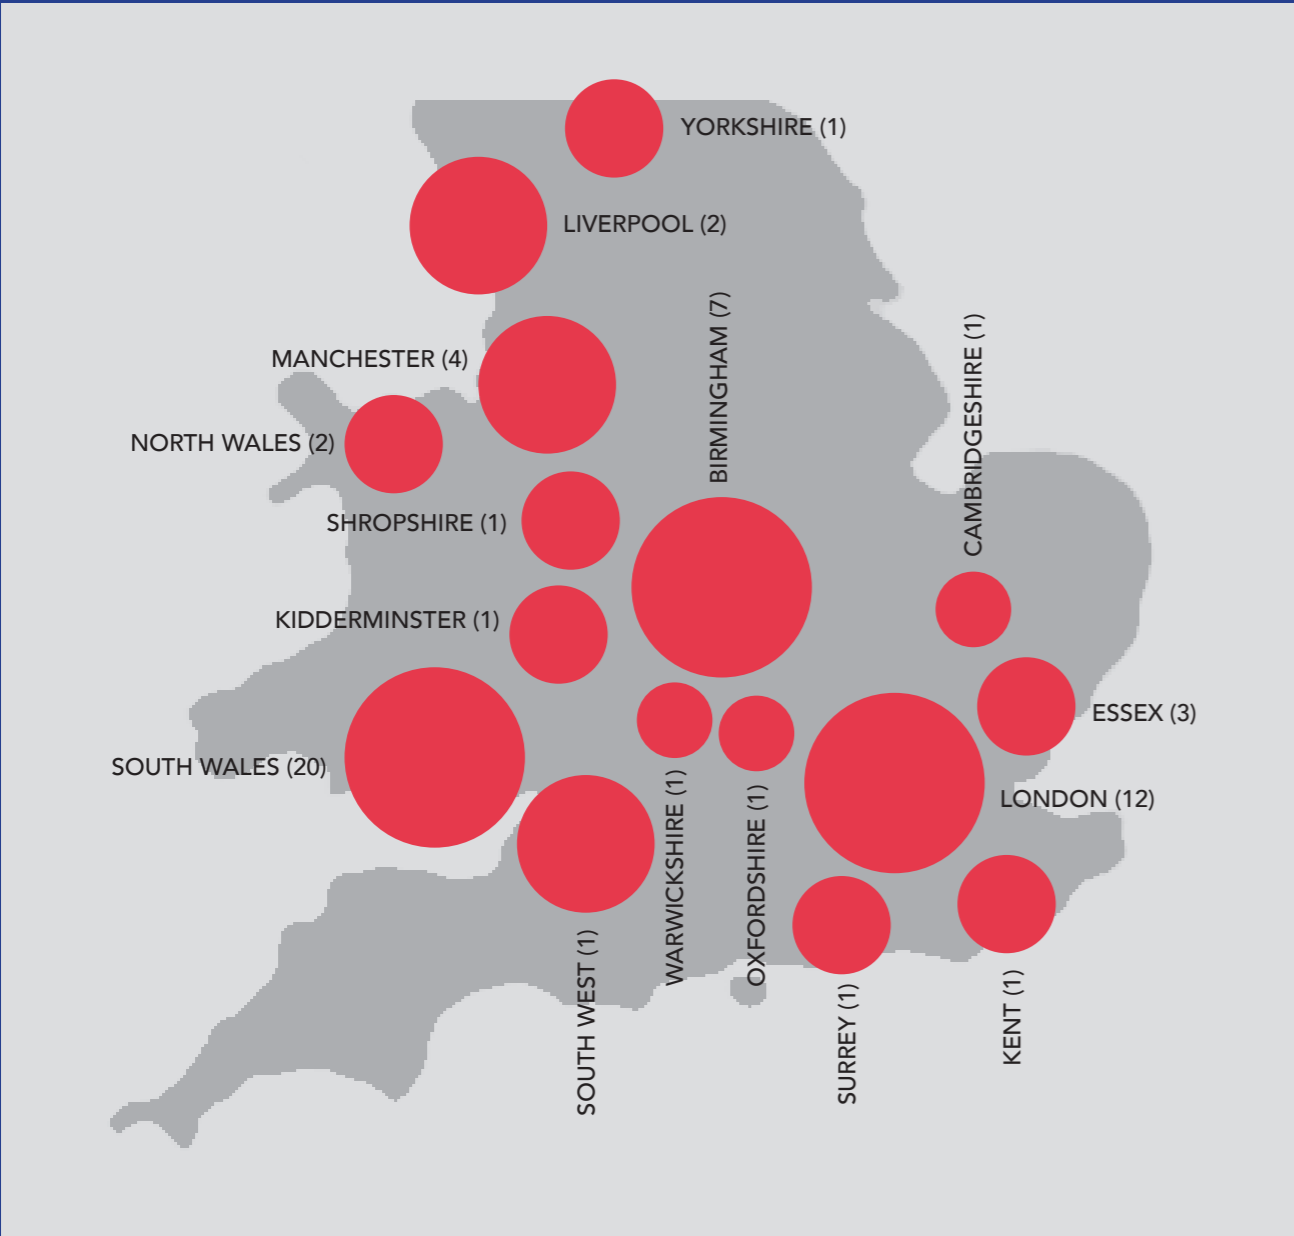 YORKSHIRE (1)
LIVERPOOL (2)
BIRMINGHAM (7)
CAMBRIDGESHIRE (1)
MANCHESTER (4)
NORTH WALES (2)
SHROPSHIRE (1)
KIDDERMINSTER (1)
ESSEX (3)
SOUTH WALES (20)
LONDON (12)
WARWICKSHIRE (1)
OXFORDSHIRE (1)
SOUTH WEST (1)
SURREY (1)
KENT (1)